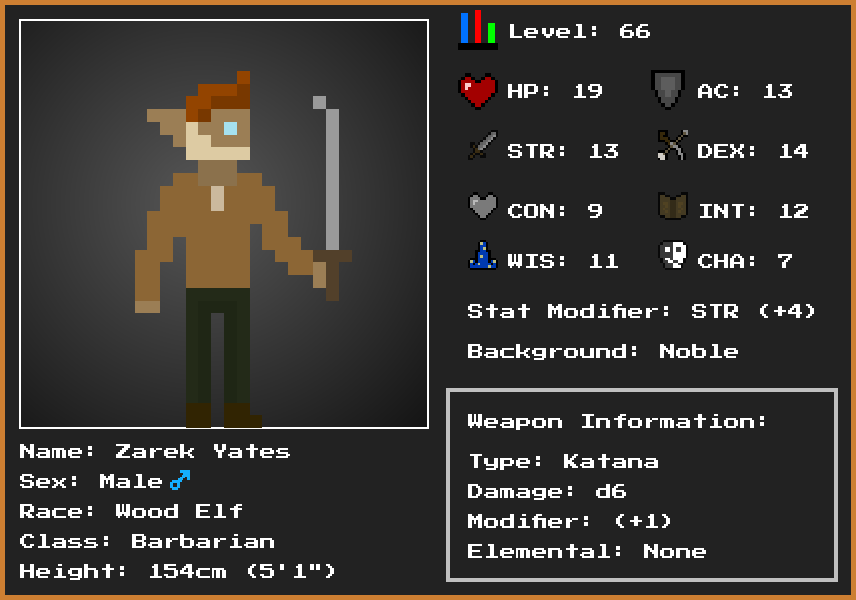 Level: 66
HP: 19 AC: 13
STR: 13 DEX: 14
CON: 9 INT: 12
WIS: 11 CHA: 7
Stat Modifier: STR (+4)
Background: Noble
Weapon Information:
Type: Katana
Damage: d6
Modifier: (+1)
Elemental: None
Name: Zarek Yates
Sex: Male ♂
Race: Wood Elf
Class: Barbarian
Height: 154cm (5'1")